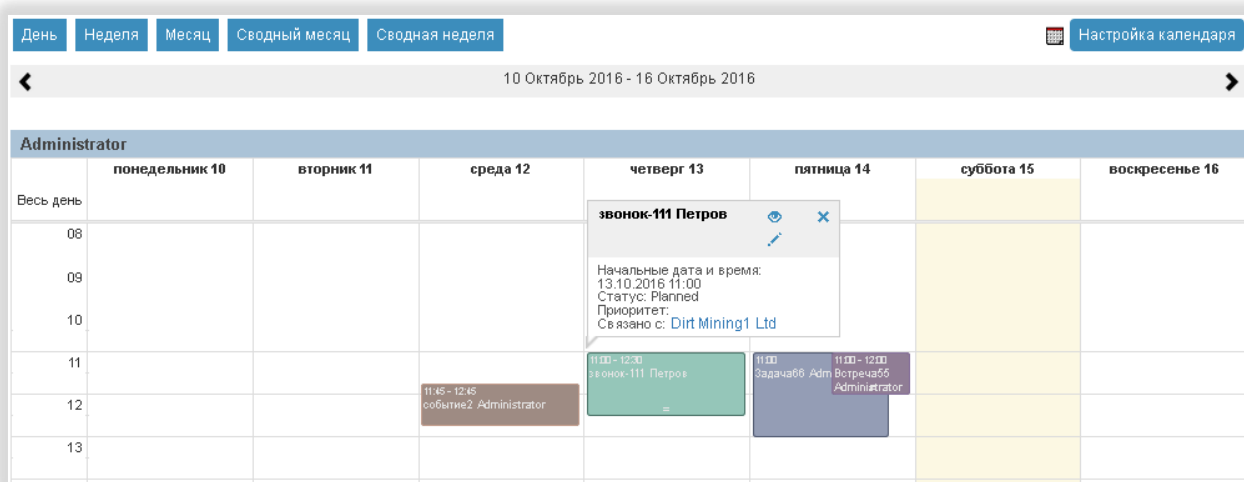 День Неделя Месяц Сводный месяц Сводная неделя Настройка календаря
10 Октябрь 2016 - 16 Октябрь 2016
Administrator
понедельник 10 вторник 11 среда 12 четверг 13 пятница 14 суббота 15 воскресенье 16
Весь день
звонок-111 Петров
08
09
Начальные дата и время:
13.10.2016 11:00
Статус: Planned
Приоритет:
10
Связано с: Dirt Mining1 Ltd
11
11:00 - 12:30
звонок-111 Петров
11:00
Задача66 Adm
11:00 - 12:00
Встреча55
Administrator
11:45 - 12:45
событие2 Administrator
12
13